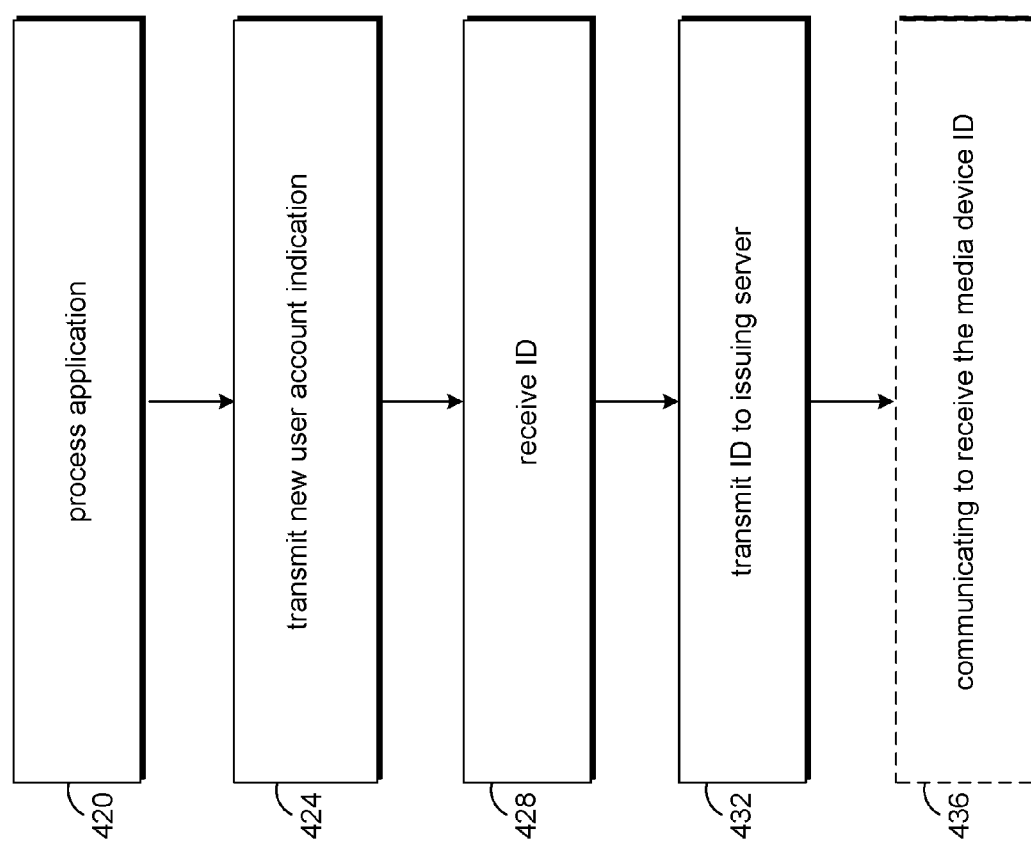 process application
420
transmit new user account indication
424
receive ID
428
transmit ID to issuing server
432
communicating to receive the media device ID
436